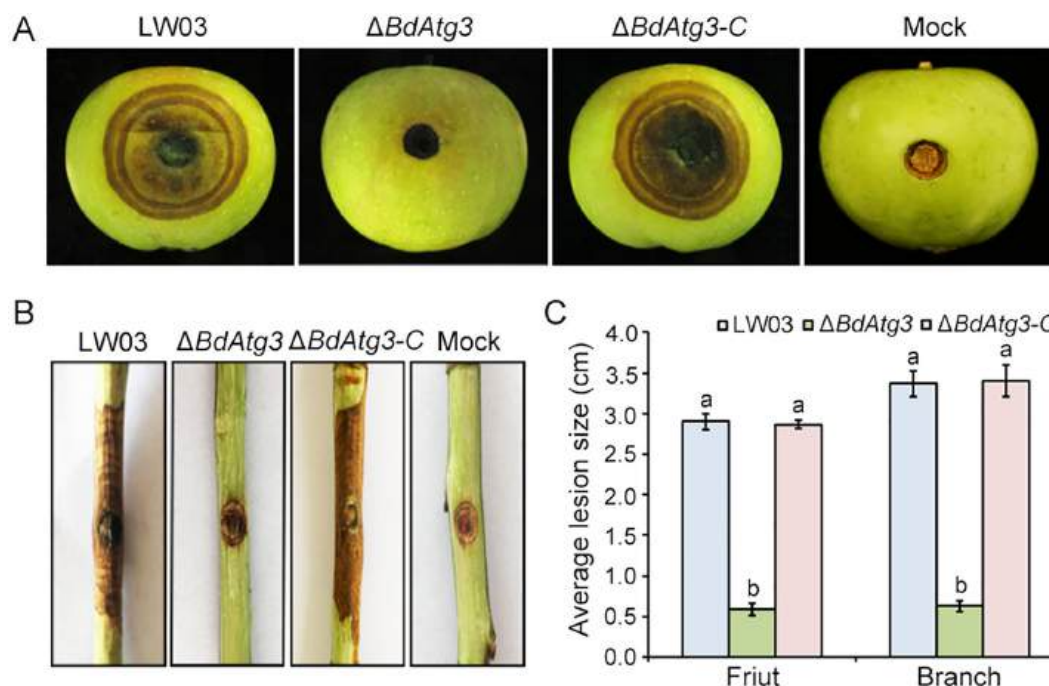 A
LW03 ΔBdAtg3 ΔBdAtg3-C Mock
B
LW03 ΔBdAtg3 ΔBdAtg3-C Mock
C
LW03 ΔBdAtg3 ΔBdAtg3-C
Average lesion size (cm)
4.0
3.5
3.0
2.5
2.0
1.5
1.0
0.5
0.0
a
b
a
a
b
a
Friut Branch